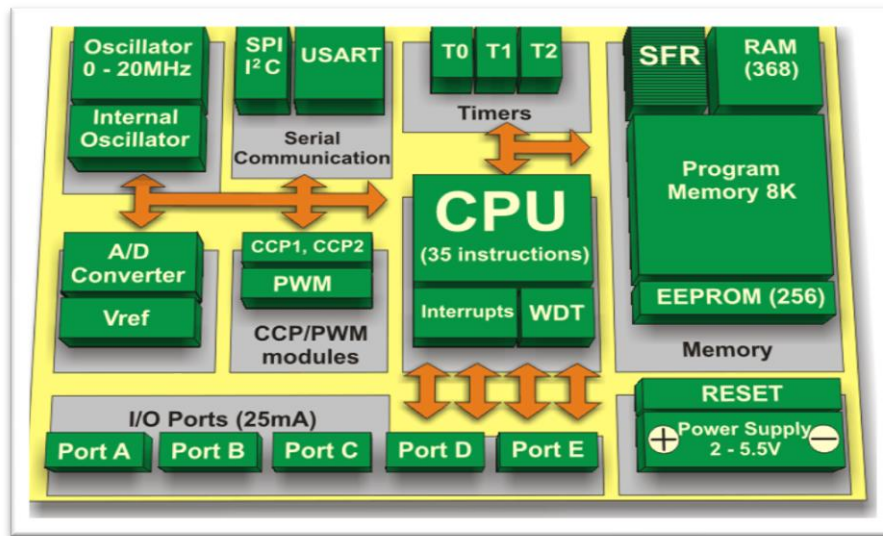 Oscillator
0 - 20MHz
Internal
Oscillator
SPI
I²C
USART
Serial
Communication
T0
T1
T2
Timers
SFR
RAM
(368)
Program
Memory 8K
EEPROM (256)
Memory
CPU
(35 instructions)
Interrupts
WDT
A/D
Converter
Vref
CCP1, CCP2
PWM
CCP/PWM
modules
I/O Ports (25mA)
Port A
Port B
Port C
Port D
Port E
RESET
+
Power Supply
2 - 5.5V
−